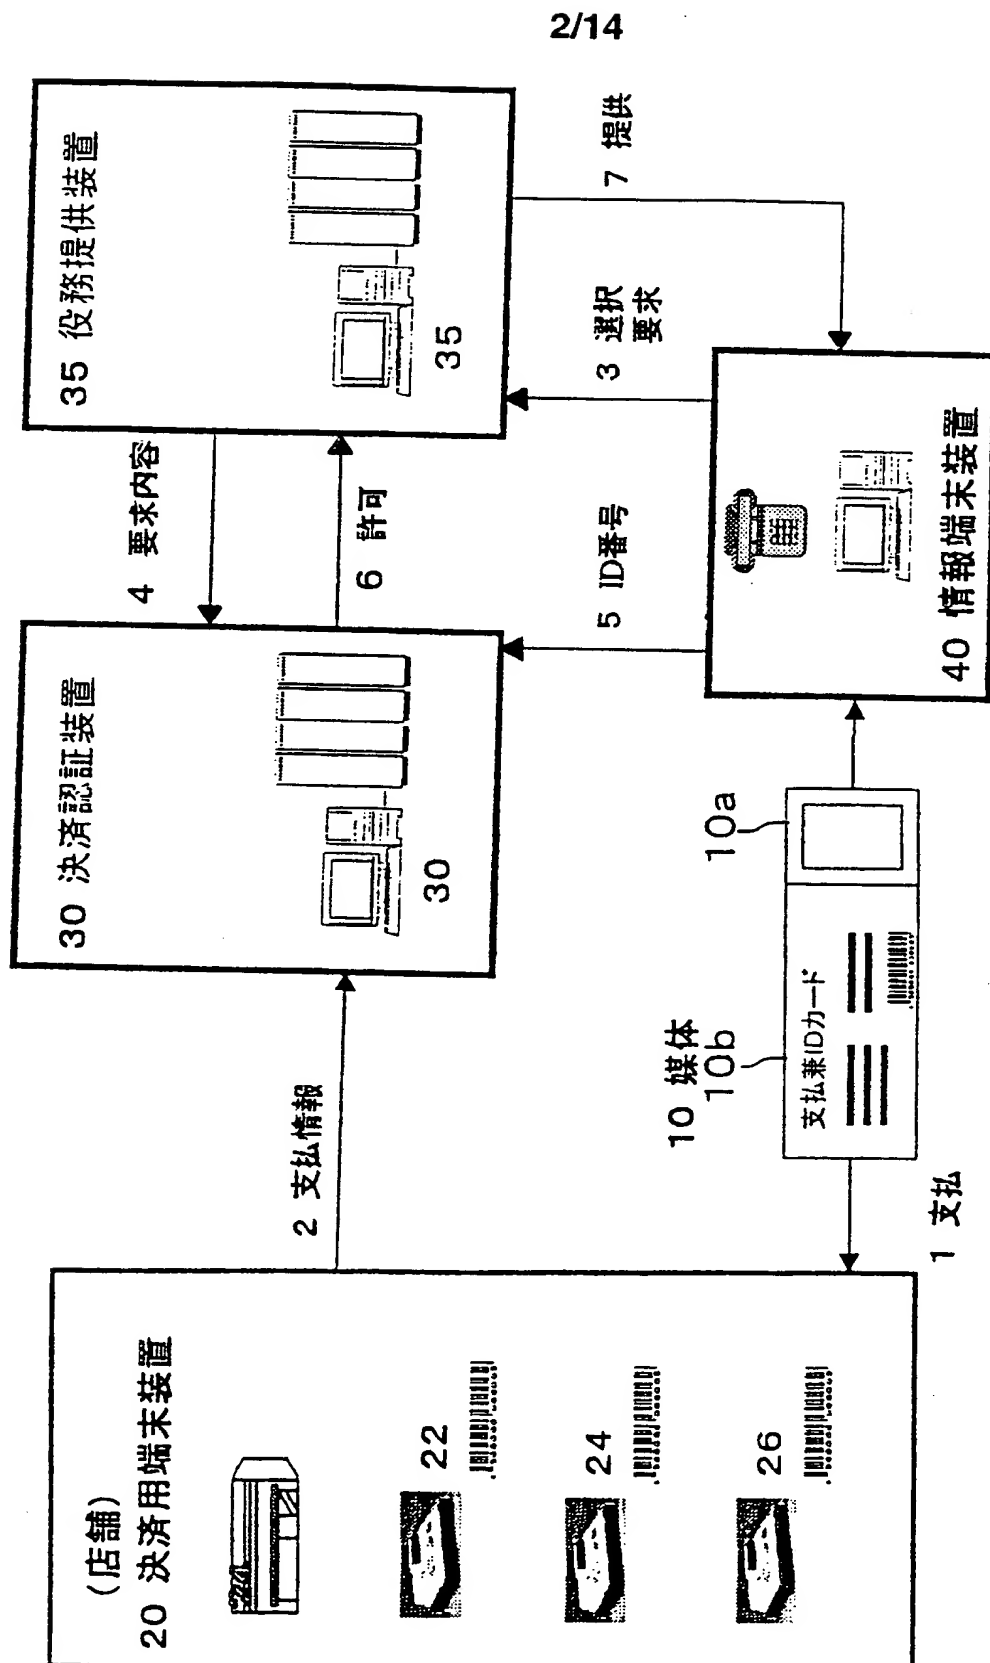 2/14
(店舗)
20 決済用端末装置
22
24
26
2 支払情報
1 支払
30 決済認証装置
30
4 要求内容
6 許可
35 役務提供装置
35
5 ID番号
3 選択
要求
7 提供
10 媒体
10b
10a
支払兼IDカード
40 情報端末装置